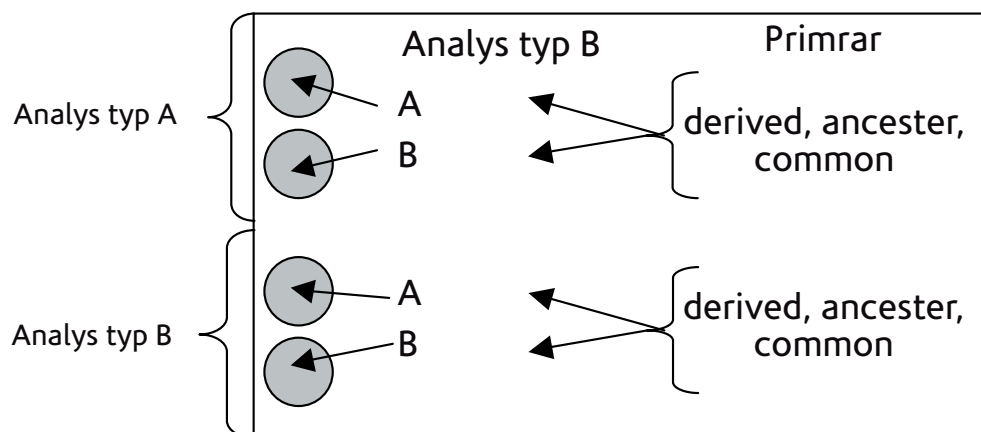 Analys typ B
Primrar
Analys typ A
A
B
derived, ancester,
common
Analys typ B
A
B
derived, ancester,
common